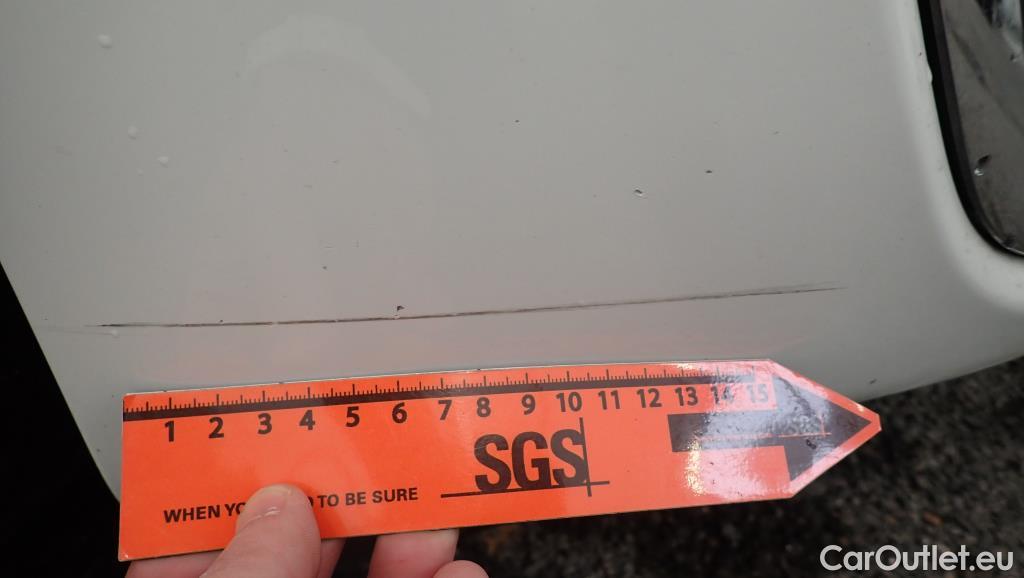 1 2 3 4 5 6 7 8 9 10 11 12 13 14 15
SGS
WHEN YO D TO BE SURE
CarOutlet.eu